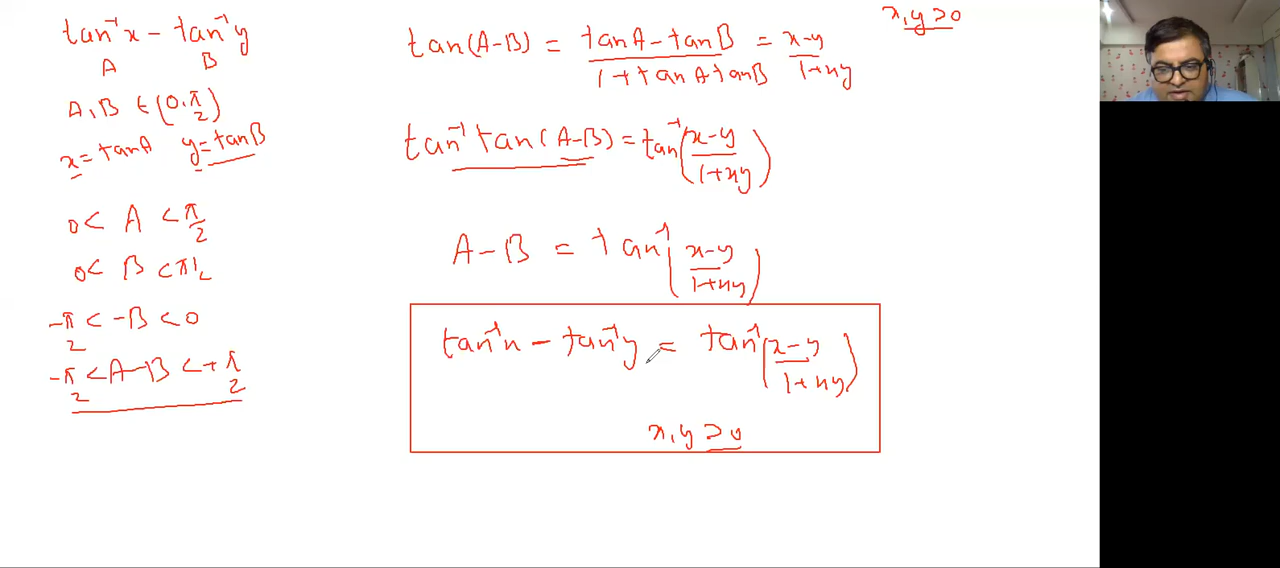 tan⁻¹x − tan⁻¹y
A B
A, B ∈ (0, π/2)
x = tanA y = tanB
0 < A < π/2
0 < B < π/2
−π/2 < −B < 0
−π/2 < A−B < +π/2
x, y > 0
tan(A−B) = (tanA − tanB)/(1 + tanA tanB) = (x−y)/(1+xy)
tan⁻¹ tan(A−B) = tan⁻¹((x−y)/(1+xy))
A−B = tan⁻¹((x−y)/(1+xy))
tan⁻¹x − tan⁻¹y = tan⁻¹((x−y)/(1+xy))
x, y > 0